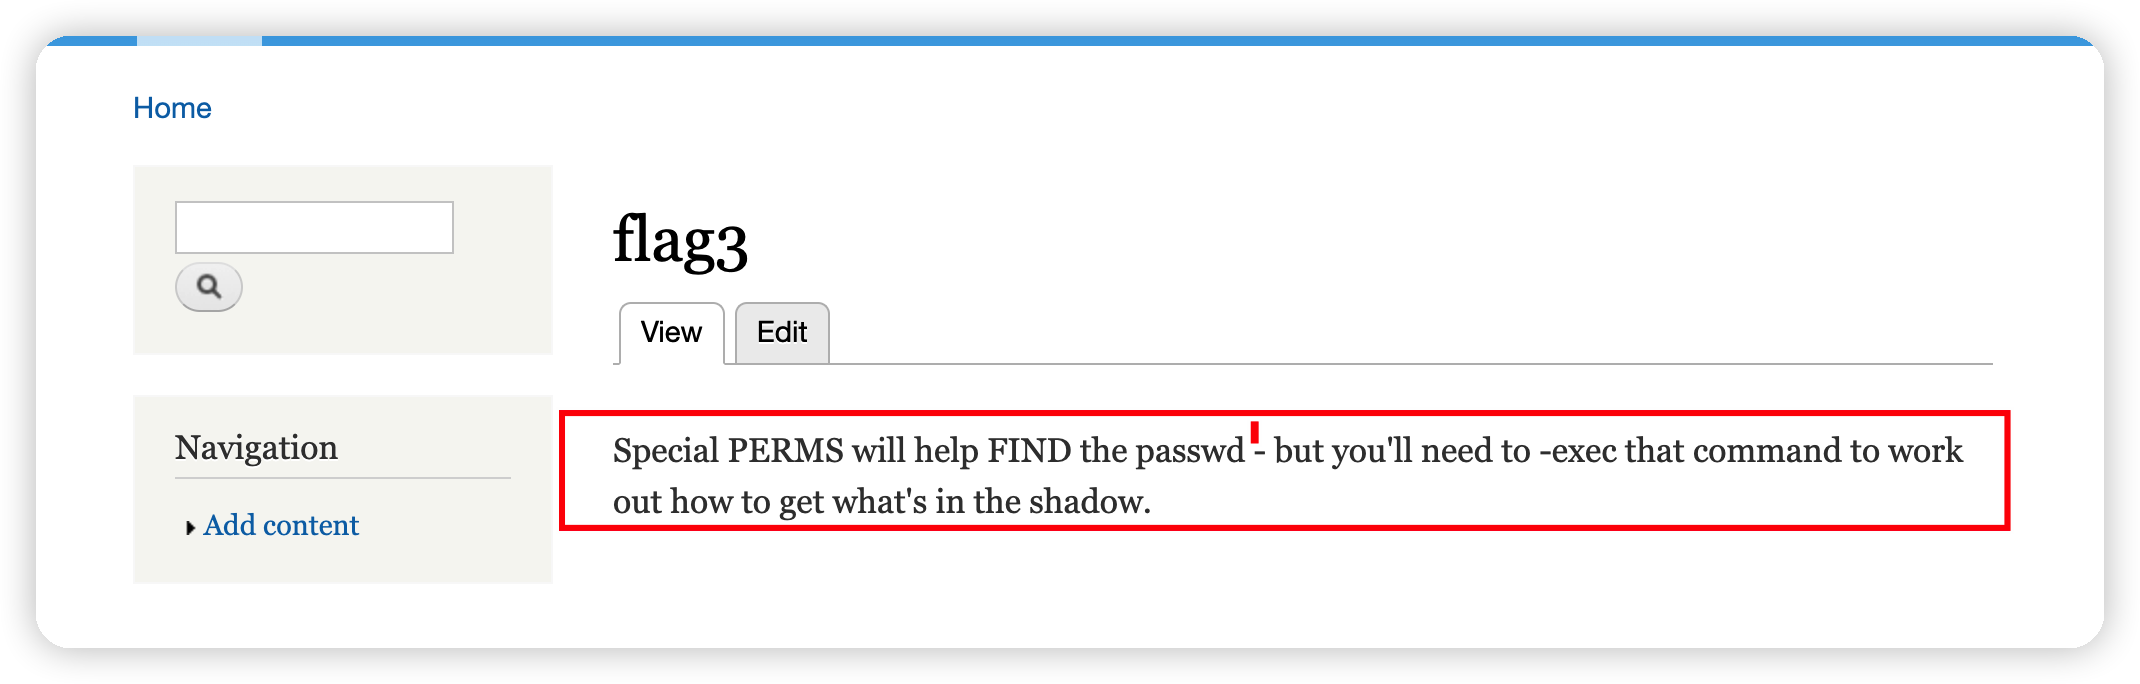 Home
flag3
View
Edit
Special PERMS will help FIND the passwd - but you'll need to -exec that command to work
out how to get what's in the shadow.
Navigation
Add content